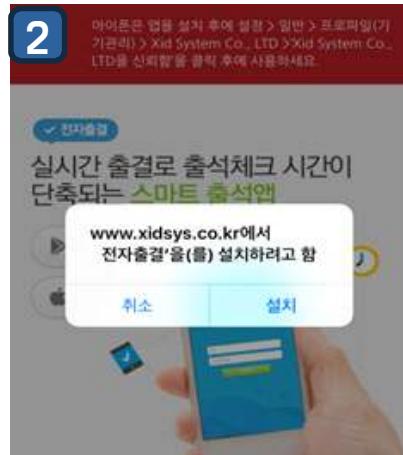 2
아이폰은 앱을 설치 후에 설정 > 일반 > 프로파일(기
기관리) > Xid System Co., LTD >'Xid System Co.,
LTD을 신뢰함'을 클릭 후에 사용하세요.
전자출결
실시간 출결로 출석체크 시간이
단축되는 스마트 출석앱
www.xidsys.co.kr에서
전자출결'을(를) 설치하려고 함
취소
설치